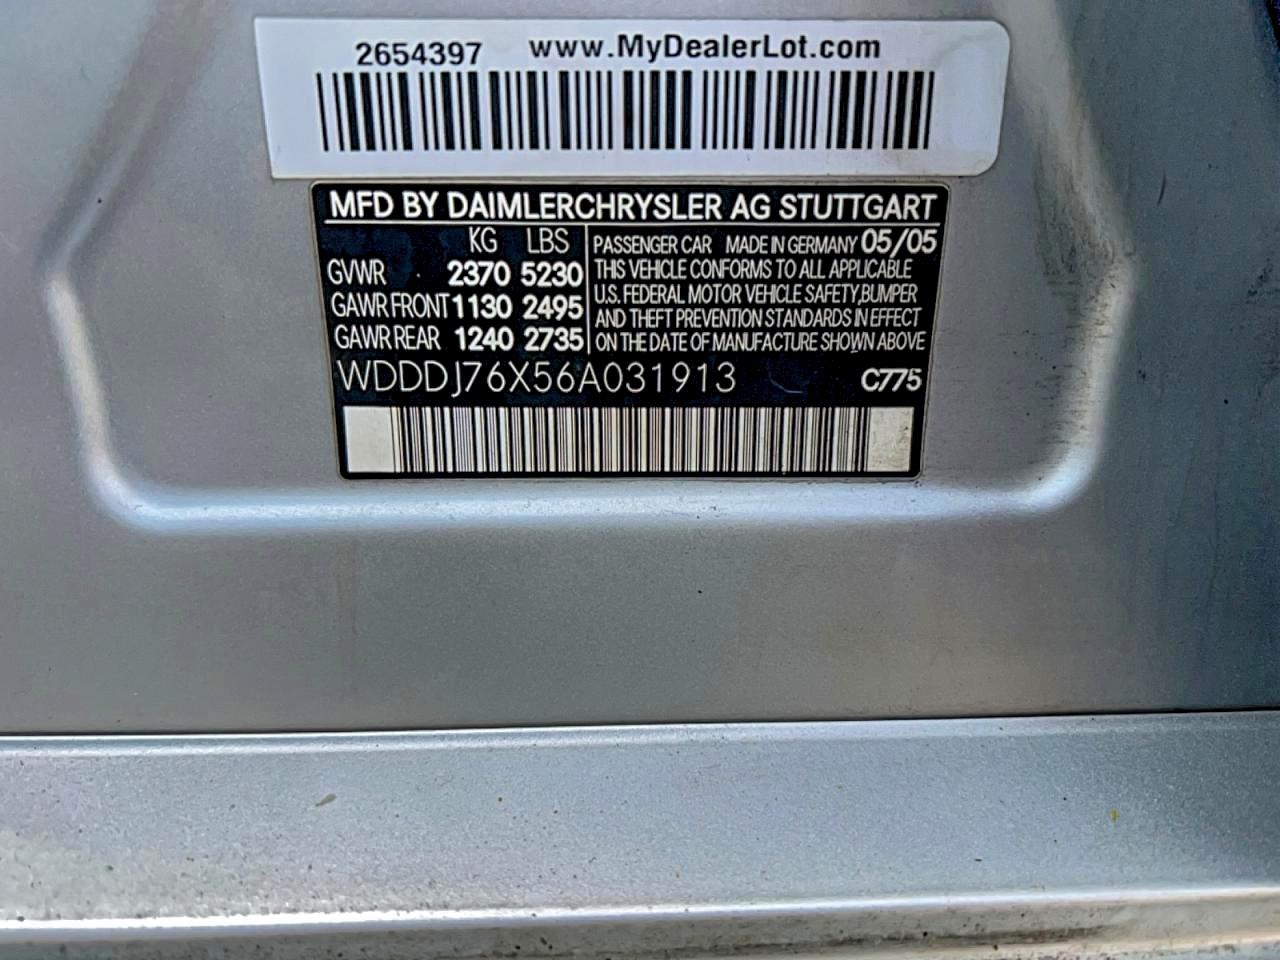 2654397 www.MyDealerLot.com
MFD BY DAIMLERCHRYSLER AG STUTTGART
KG LBS
GVWR 2370 5230
GAWR FRONT 1130 2495
GAWR REAR 1240 2735
PASSENGER CAR MADE IN GERMANY 05/05
THIS VEHICLE CONFORMS TO ALL APPLICABLE
U.S. FEDERAL MOTOR VEHICLE SAFETY,BUMPER
AND THEFT PREVENTION STANDARDS IN EFFECT
ON THE DATE OF MANUFACTURE SHOWN ABOVE
WDDDJ76X56A031913 C775